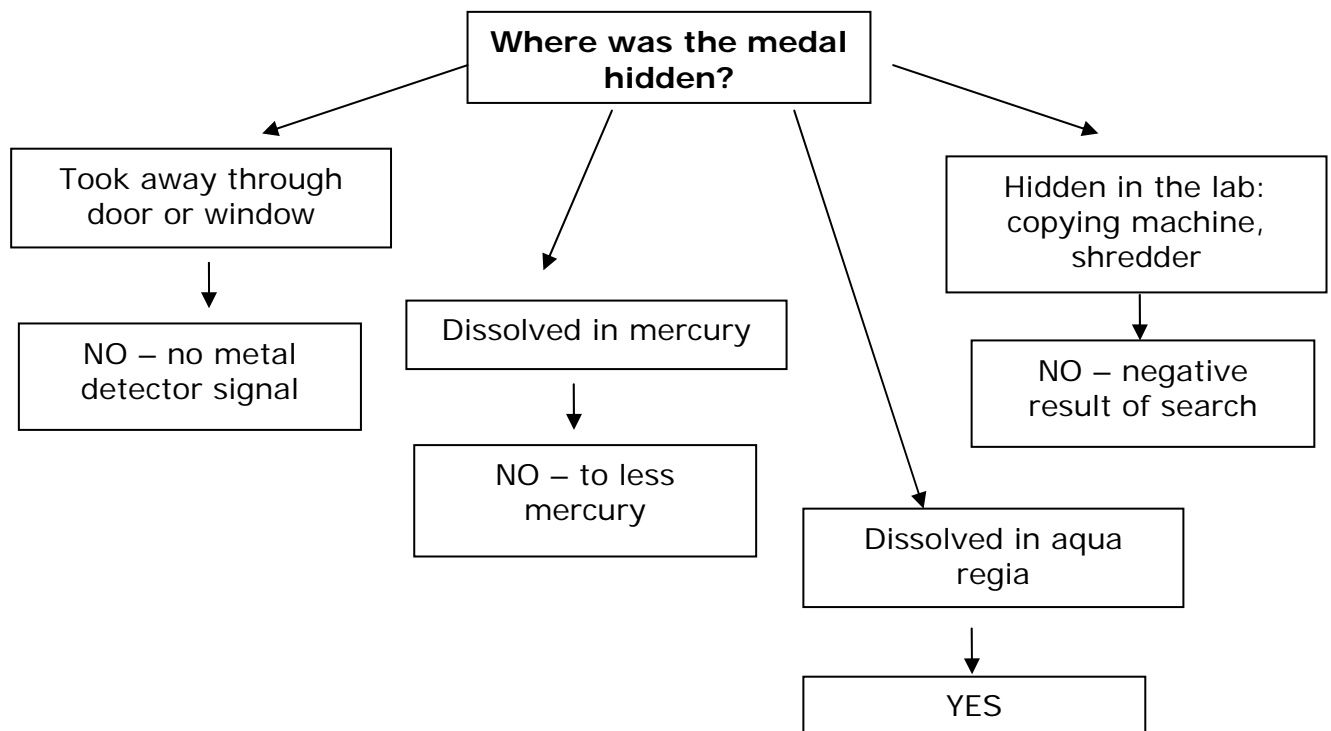 Where was the medal
hidden?
Took away through
door or window
NO – no metal
detector signal
Dissolved in mercury
NO – to less
mercury
Dissolved in aqua
regia
YES
Hidden in the lab:
copying machine,
shredder
NO – negative
result of search